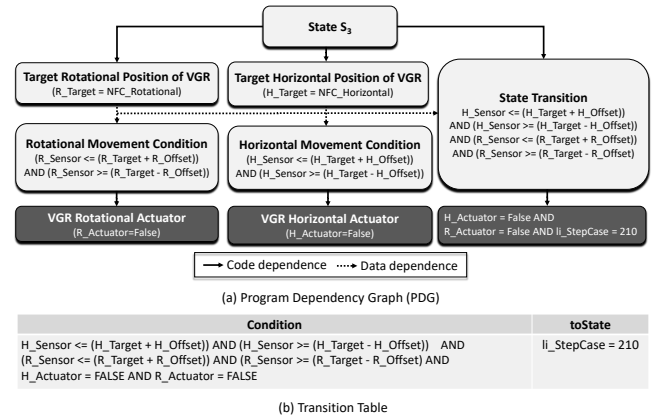 State S3
Target Rotational Position of VGR
(R_Target = NFC_Rotational)
Target Horizontal Position of VGR
(H_Target = NFC_Horizontal)
State Transition
H_Sensor <= (H_Target + H_Offset))
AND (H_Sensor >= (H_Target - H_Offset))
AND (R_Sensor <= (R_Target + R_Offset))
AND (R_Sensor >= (R_Target - R_Offset)
Rotational Movement Condition
(R_Sensor <= (R_Target + R_Offset))
AND (R_Sensor >= (R_Target - R_Offset))
Horizontal Movement Condition
(H_Sensor <= (H_Target + H_Offset))
AND (H_Sensor >= (H_Target - H_Offset))
VGR Rotational Actuator
(R_Actuator=False)
VGR Horizontal Actuator
(H_Actuator=False)
H_Actuator = False AND
R_Actuator = False AND li_StepCase = 210
Code dependence
Data dependence
(a) Program Dependency Graph (PDG)
Condition
toState
H_Sensor <= (H_Target + H_Offset)) AND (H_Sensor >= (H_Target - H_Offset)) AND
(R_Sensor <= (R_Target + R_Offset)) AND (R_Sensor >= (R_Target - R_Offset) AND
H_Actuator = FALSE AND R_Actuator = FALSE
li_StepCase = 210
(b) Transition Table